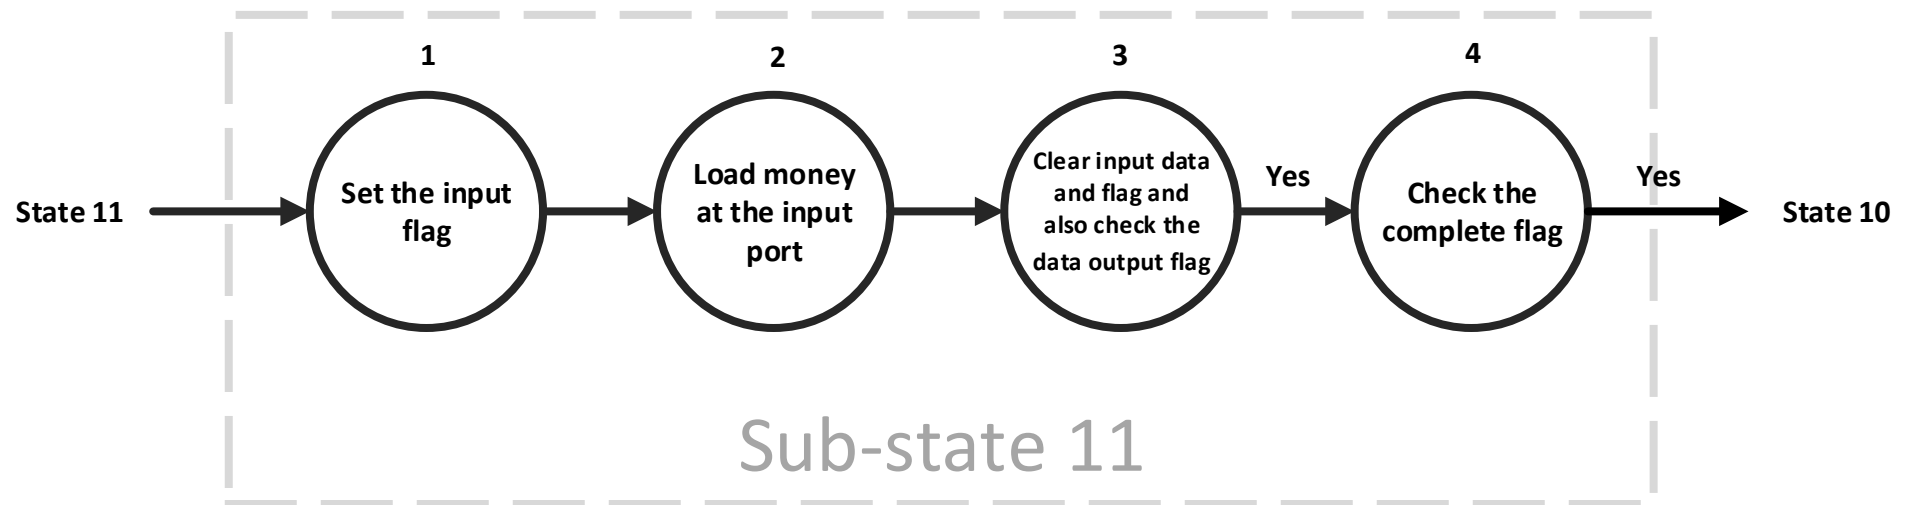 1
2
3
4
State 11
Set the input
flag
Load money
at the input
port
Clear input data
and flag and
also check the
data output flag
Yes
Check the
complete flag
Yes
State 10
Sub-state 11